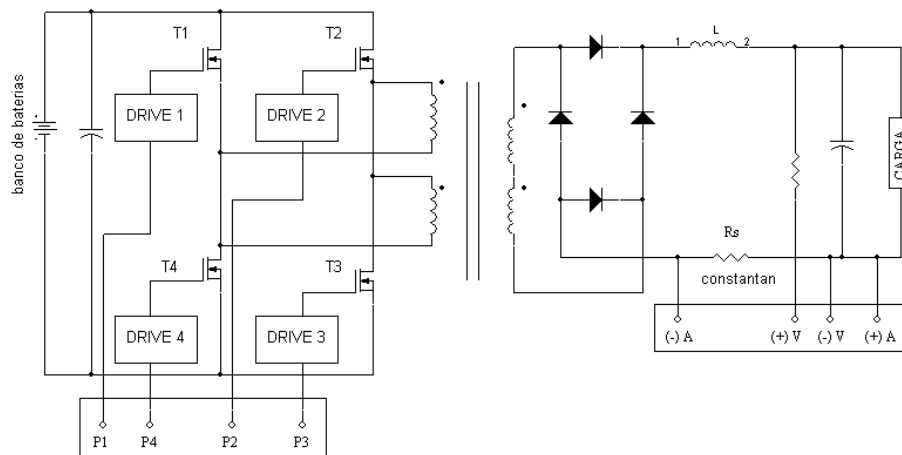 T1
T2
banco de baterias
DRIVE 1
DRIVE 2
T4
T3
DRIVE 4
DRIVE 3
P1
P4
P2
P3
L
1
2
CARGA
Rs
constantan
(-) A
(+) V
(-) V
(+) A